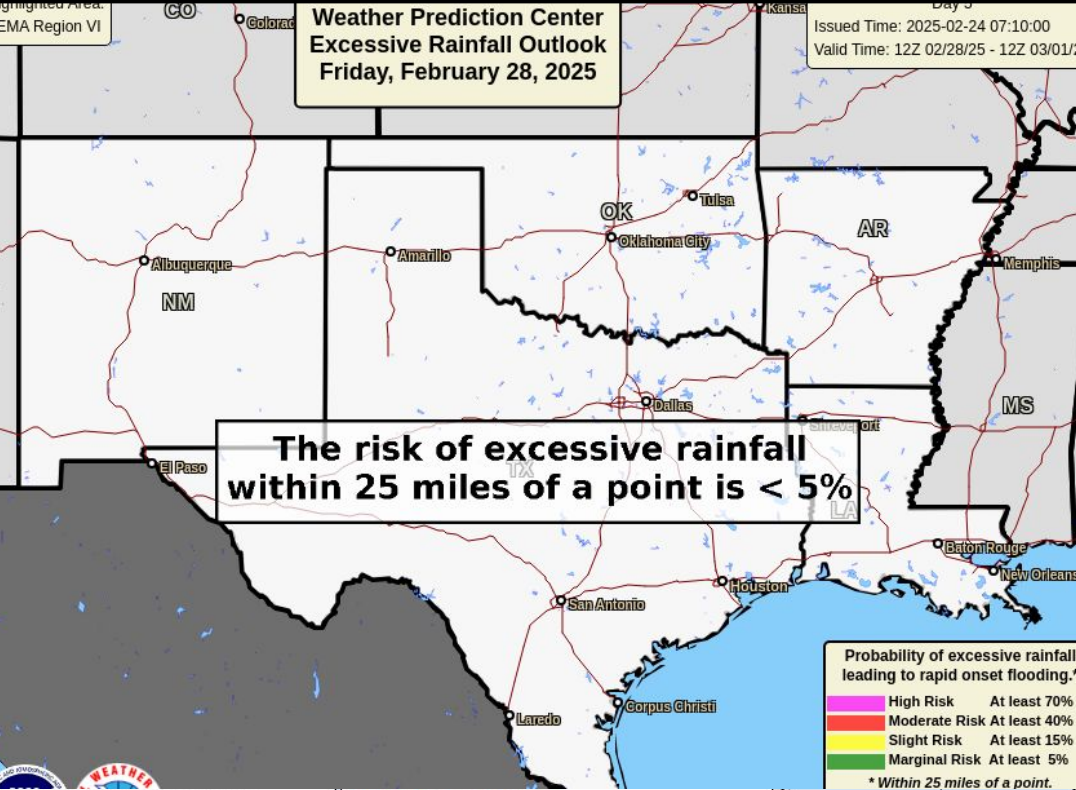 EMA Region VI
Weather Prediction Center
Excessive Rainfall Outlook
Friday, February 28, 2025
Issued Time: 2025-02-24 07:10:00
Valid Time: 12Z 02/28/25 - 12Z 03/01/2
CO
Colorad
Kansa
Tulsa
OK
Oklahoma City
AR
Albuquerque
Amarillo
Memphis
NM
Dallas
MS
Shreveport
The risk of excessive rainfall
within 25 miles of a point is < 5%
El Paso
TX
LA
Baton Rouge
New Orleans
Houston
San Antonio
Corpus Christi
Laredo
Probability of excessive rainfall
leading to rapid onset flooding.*
High Risk At least 70%
Moderate Risk At least 40%
Slight Risk At least 15%
Marginal Risk At least 5%
* Within 25 miles of a point.
WEATHER